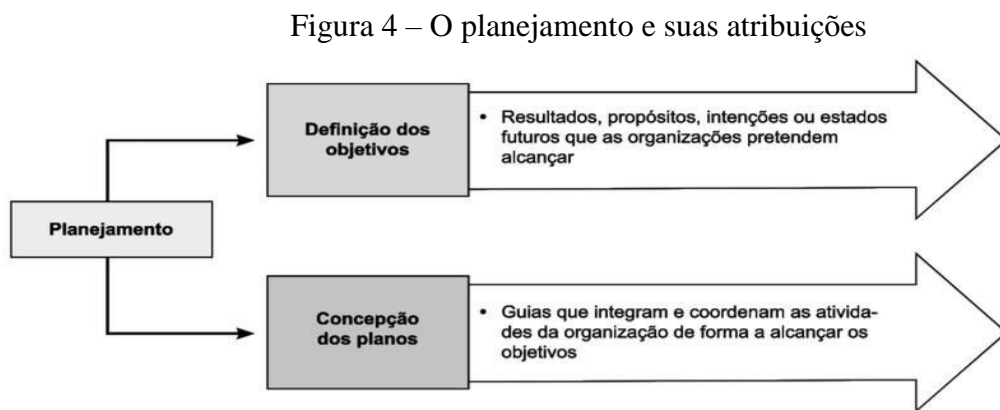 Figura 4 – O planejamento e suas atribuições
Definição dos
objetivos
• Resultados, propósitos, intenções ou estados
futuros que as organizações pretendem
alcançar
Planejamento
Concepção
dos planos
• Guias que integram e coordenam as ativida-
des da organização de forma a alcançar os
objetivos